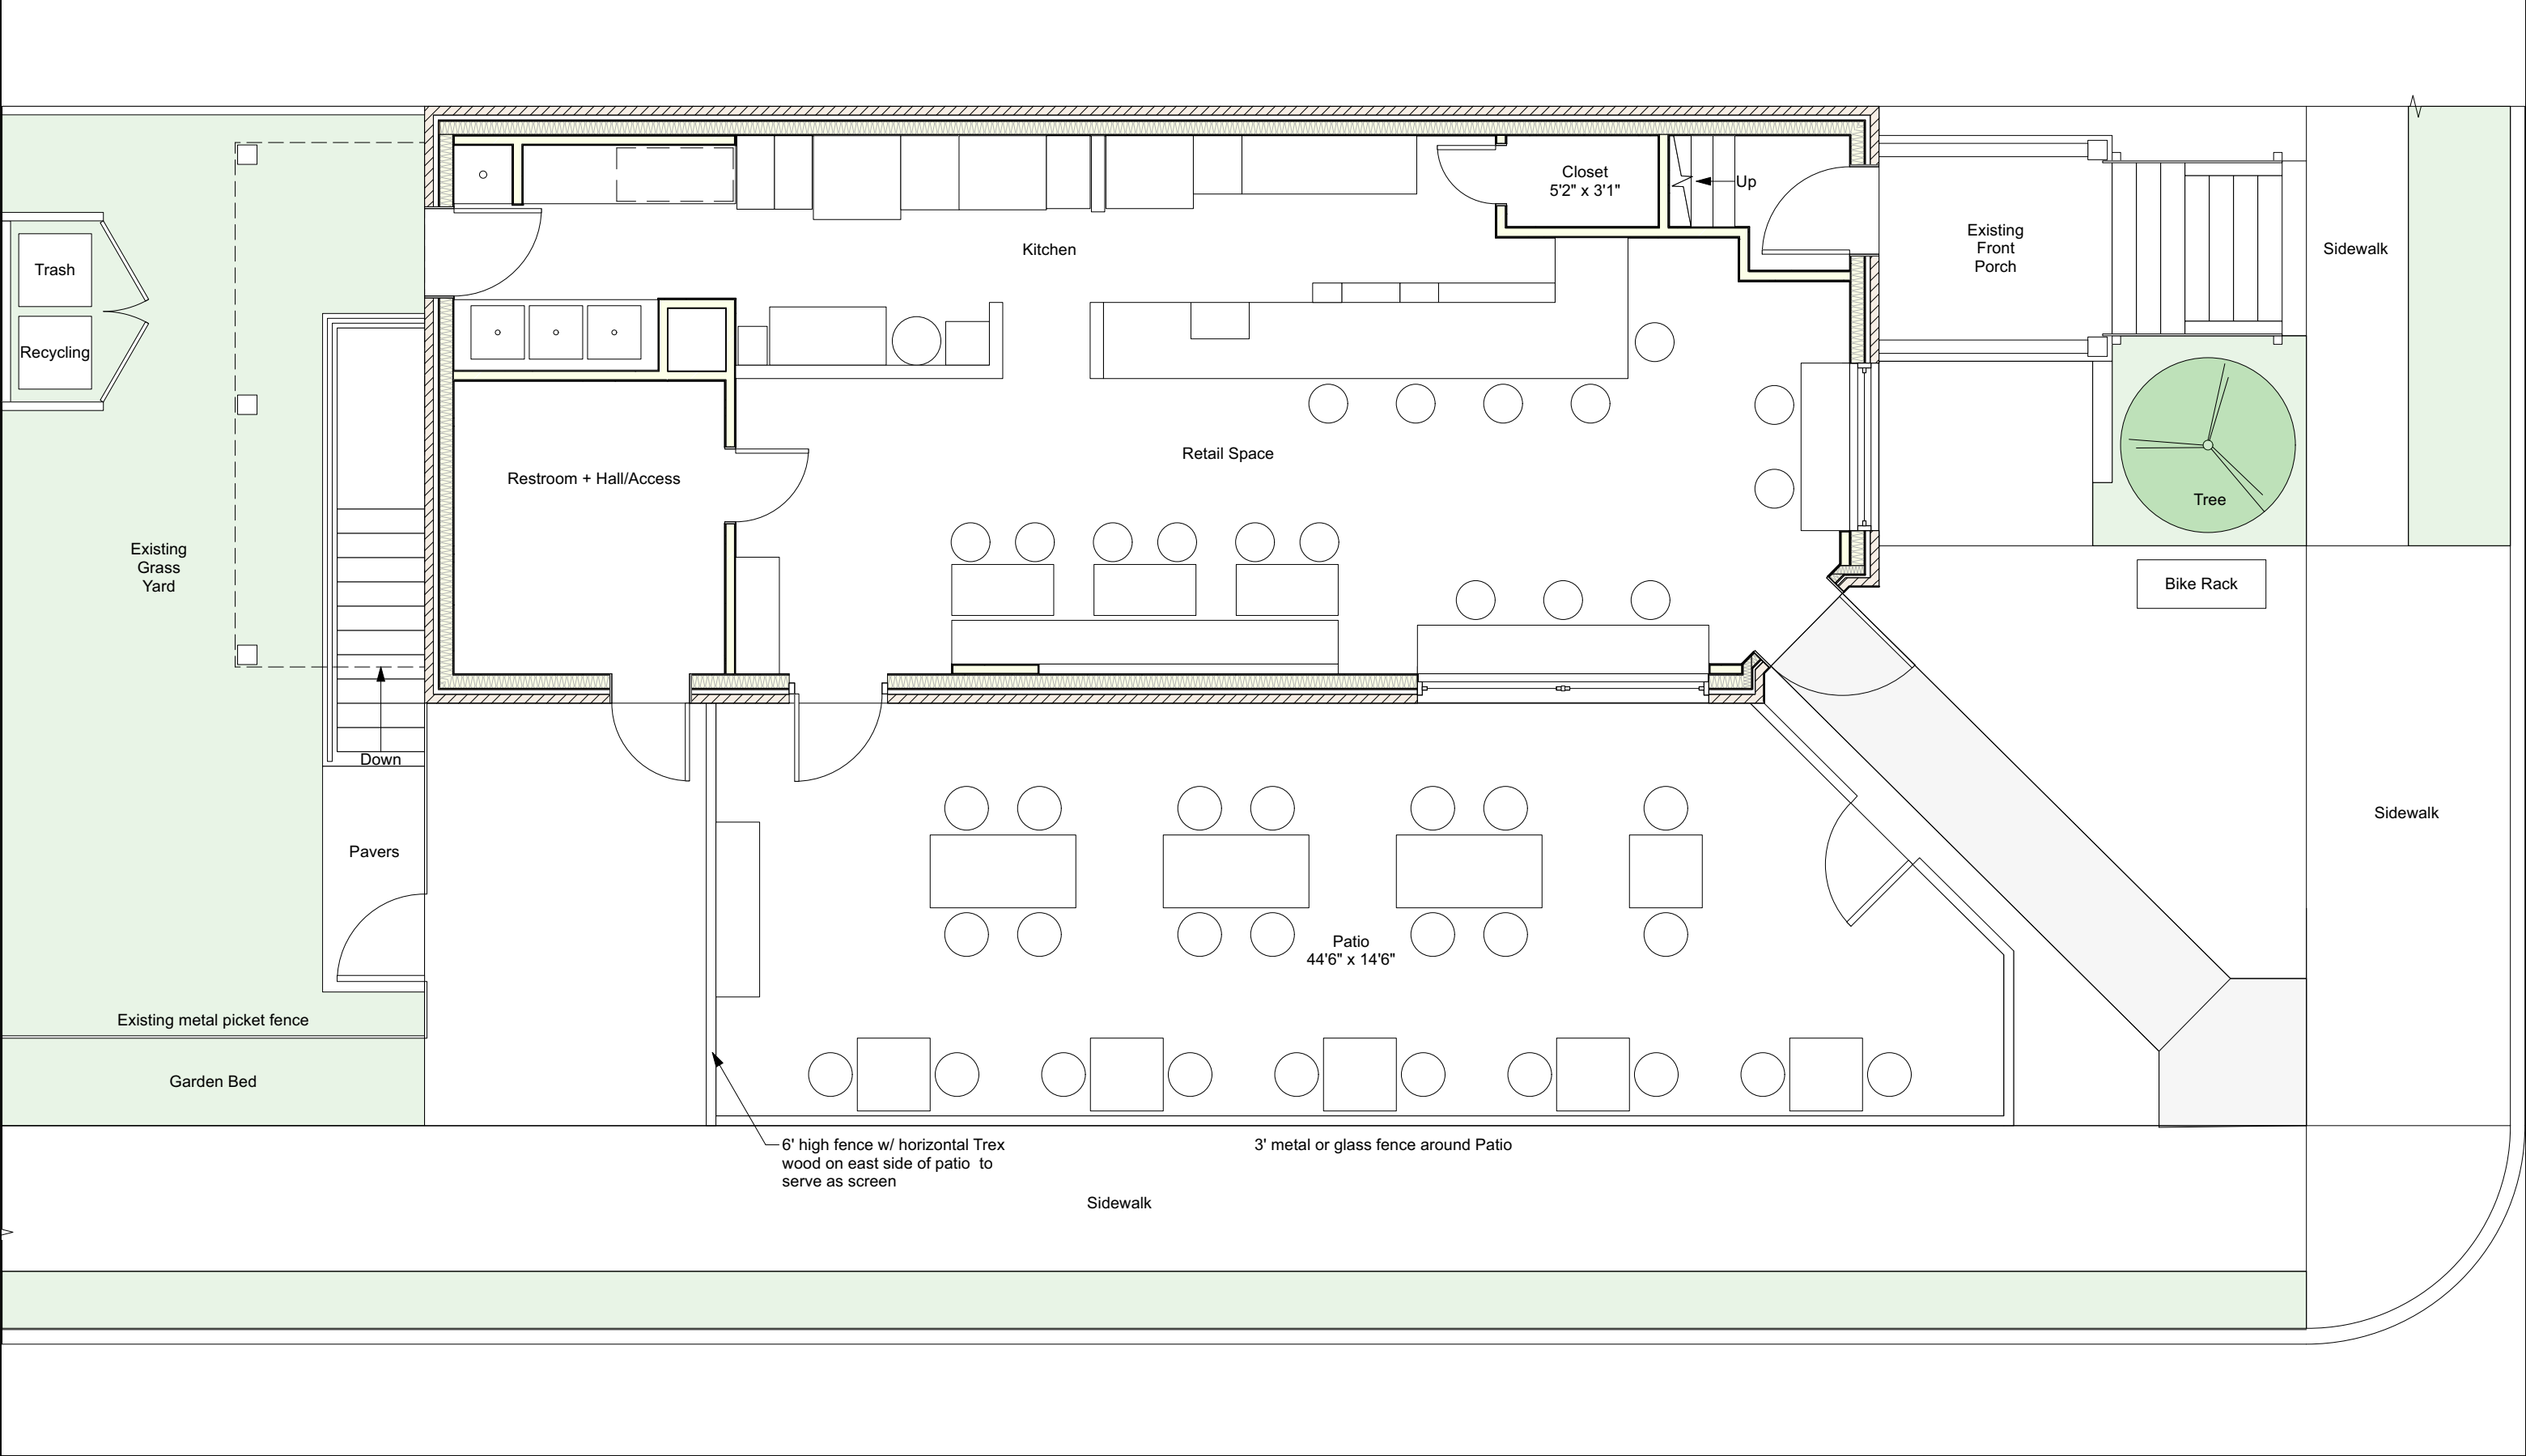 Closet
5'2" x 3'1"
Up
Kitchen
Existing
Front
Porch
Sidewalk
Trash
Recycling
Retail Space
Restroom + Hall/Access
Tree
Existing
Grass
Yard
Bike Rack
Down
Sidewalk
Pavers
Patio
44'6" x 14'6"
Existing metal picket fence
Garden Bed
6' high fence w/ horizontal Trex
wood on east side of patio  to
serve as screen
3' metal or glass fence around Patio
Sidewalk